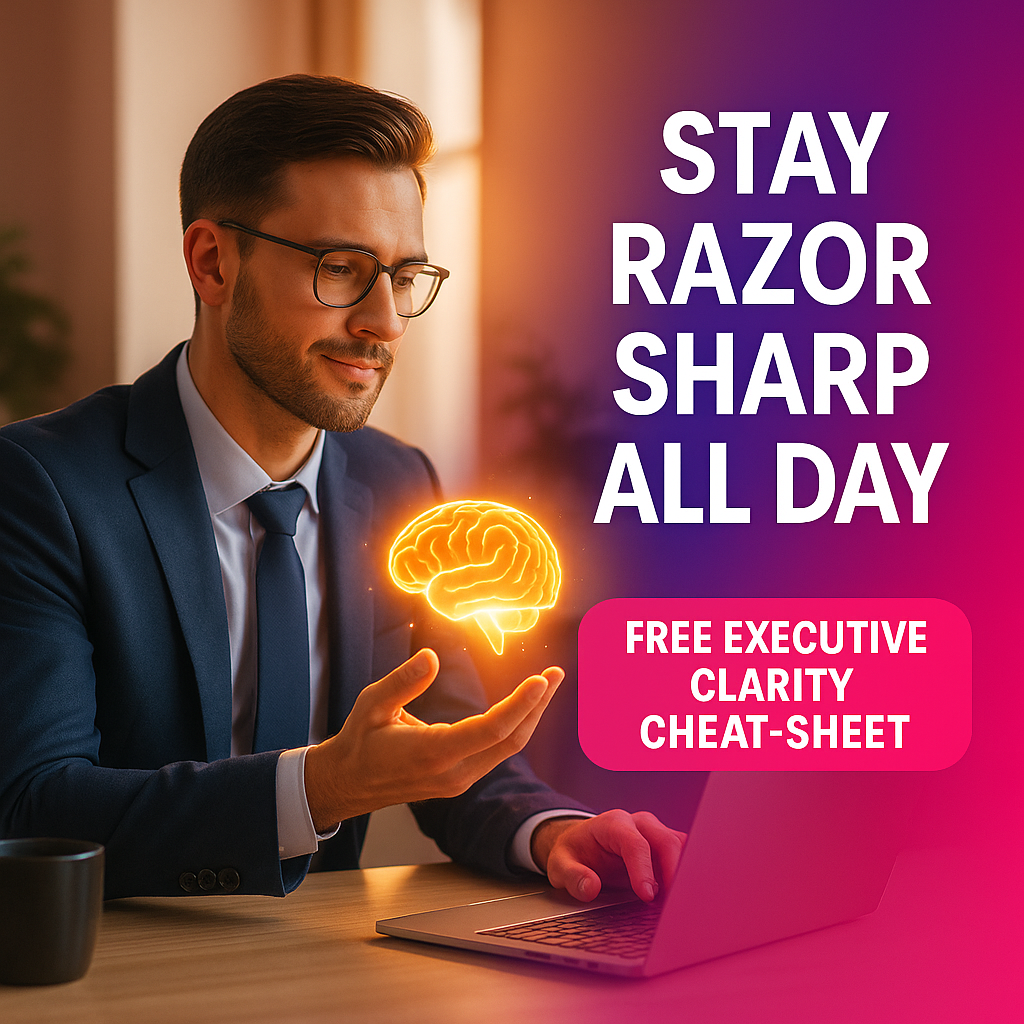 STAY
RAZOR
SHARP
ALL DAY
FREE EXECUTIVE
CLARITY
CHEAT-SHEET